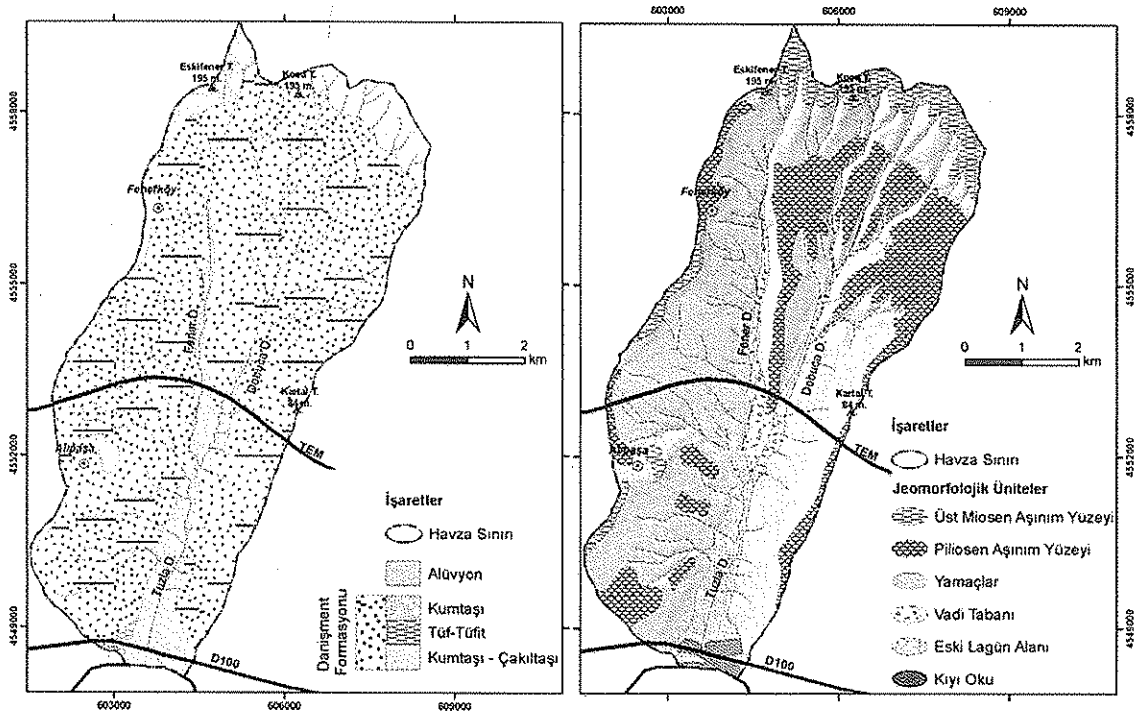 603000
606000
609000
Eskifener T.
195 m.
Koca T.
195 m.
Fenerköy
Fener D.
Dokuda D.
Kartal T.
84 m.
Alipaşa
TEM
Tuzla D.
D100
N
0 1 2
km
4558000
4555000
4552000
4549000
İşaretler
Havza Sınırı
Alüvyon
Danişment
Formasyonu
Kumtaşı
Tüf-Tüfit
Kumtaşı - Çakıltaşı
603000
606000
609000
Eskifener T.
195 m.
Koca T.
195 m.
Fenerköy
Fener D.
Dokuda D.
Kartal T.
84 m.
Alipaşa
TEM
Tuzla D.
D100
N
0 1 2
km
4558000
4555000
4552000
4549000
İşaretler
Havza Sınırı
Jeomorfolojik Üniteler
Üst Miosen Aşınım Yüzeyi
Piliosen Aşınım Yüzeyi
Yamaçlar
Vadi Tabanı
Eski Lagün Alanı
Kıyı Oku